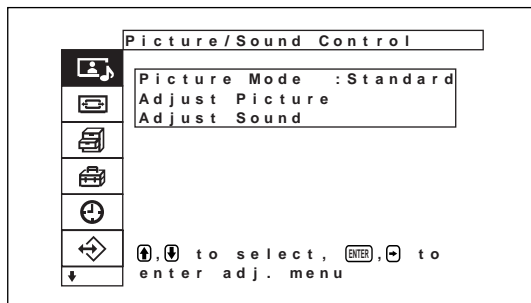 Picture/Sound Control
Picture Mode :Standard
Adjust Picture
Adjust Sound
↑,↓ to select, ENTER,→ to
enter adj. menu